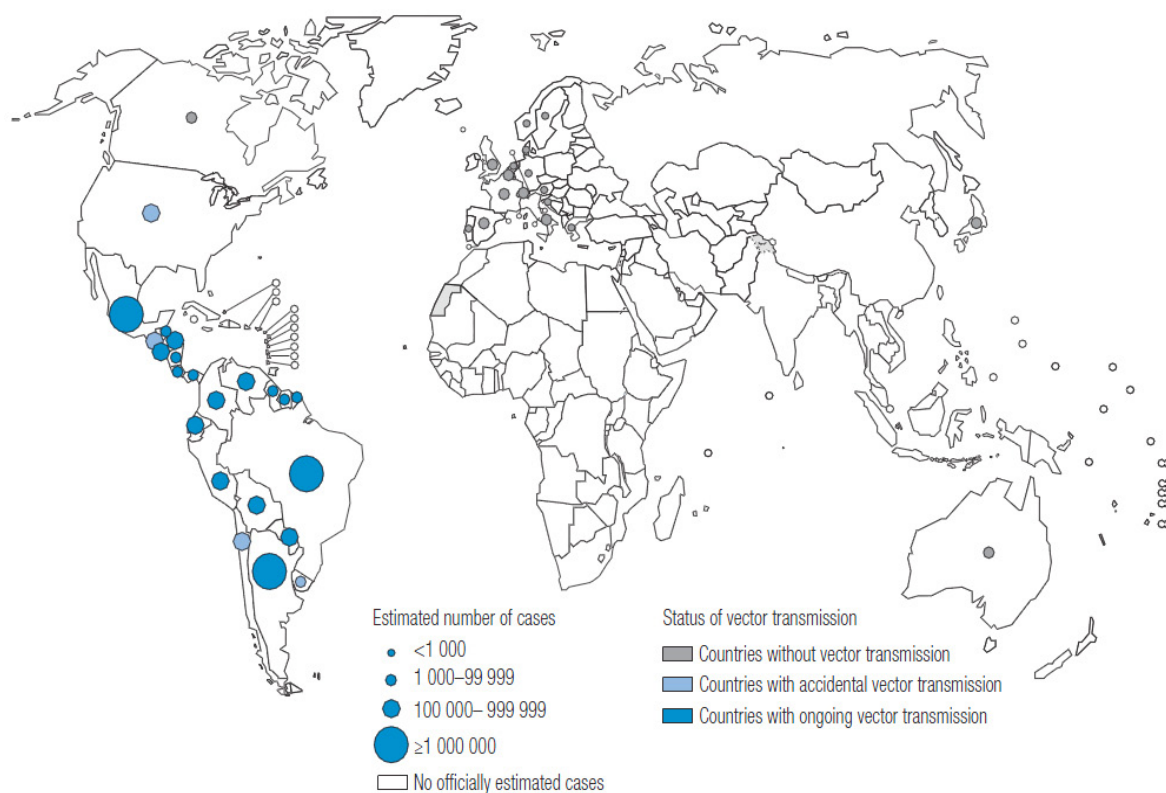 Estimated number of cases
<1 000
1 000–99 999
100 000– 999 999
≥1 000 000
No officially estimated cases
Status of vector transmission
Countries without vector transmission
Countries with accidental vector transmission
Countries with ongoing vector transmission